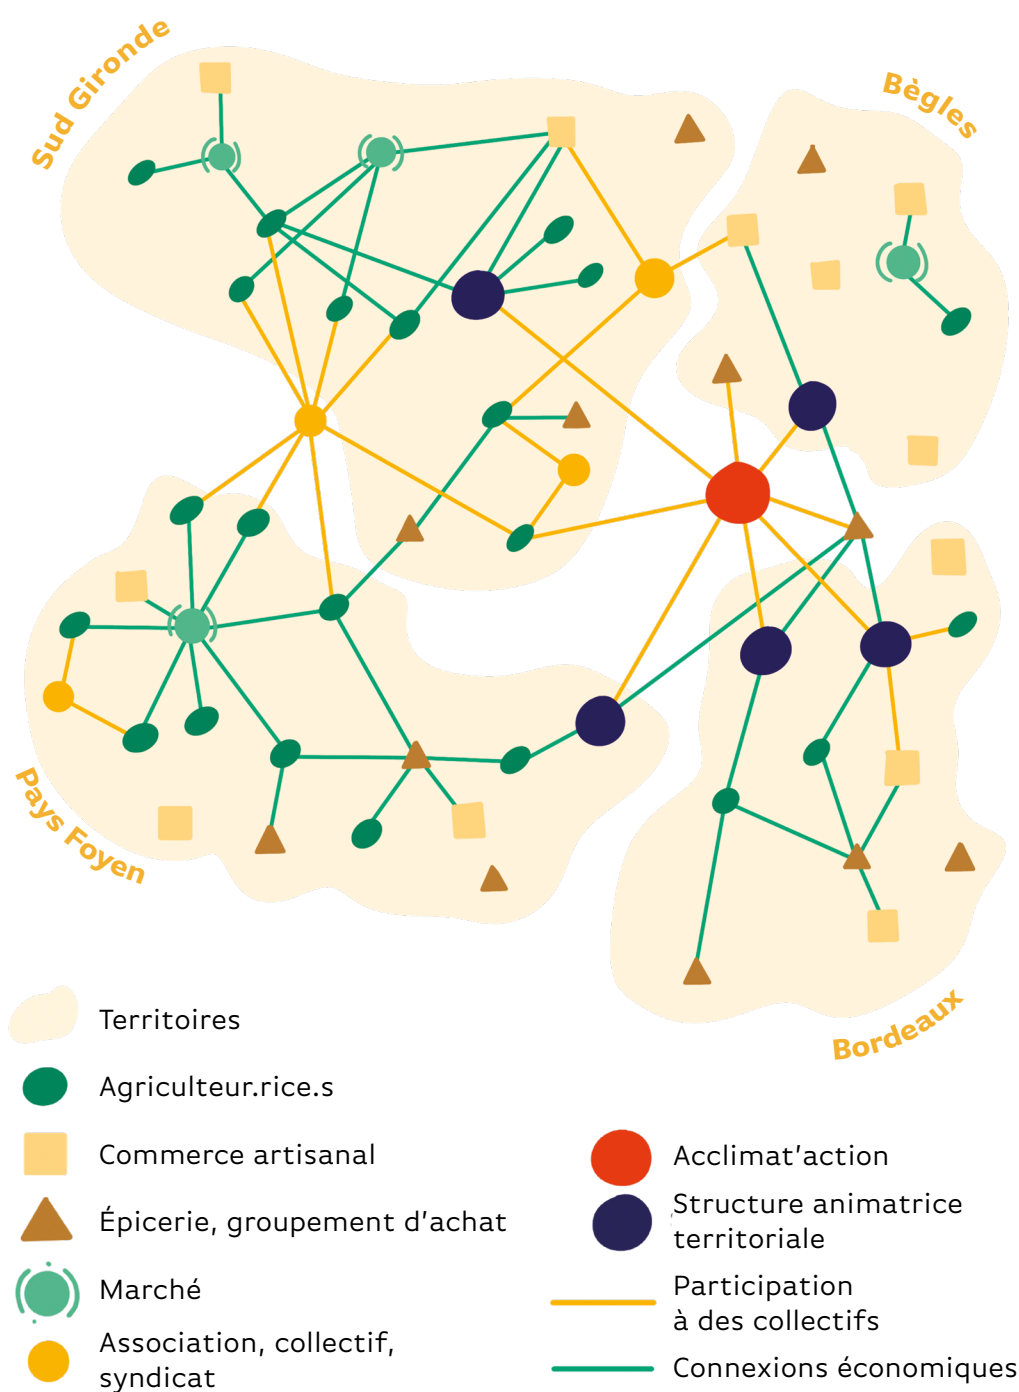 Sud Gironde
Bègles
Pays Foyen
Bordeaux
Territoires
Agriculteur.rice.s
Commerce artisanal
Épicerie, groupement d'achat
Marché
Association, collectif,
syndicat
Acclimat'action
Structure animatrice
territoriale
Participation
à des collectifs
Connexions économiques